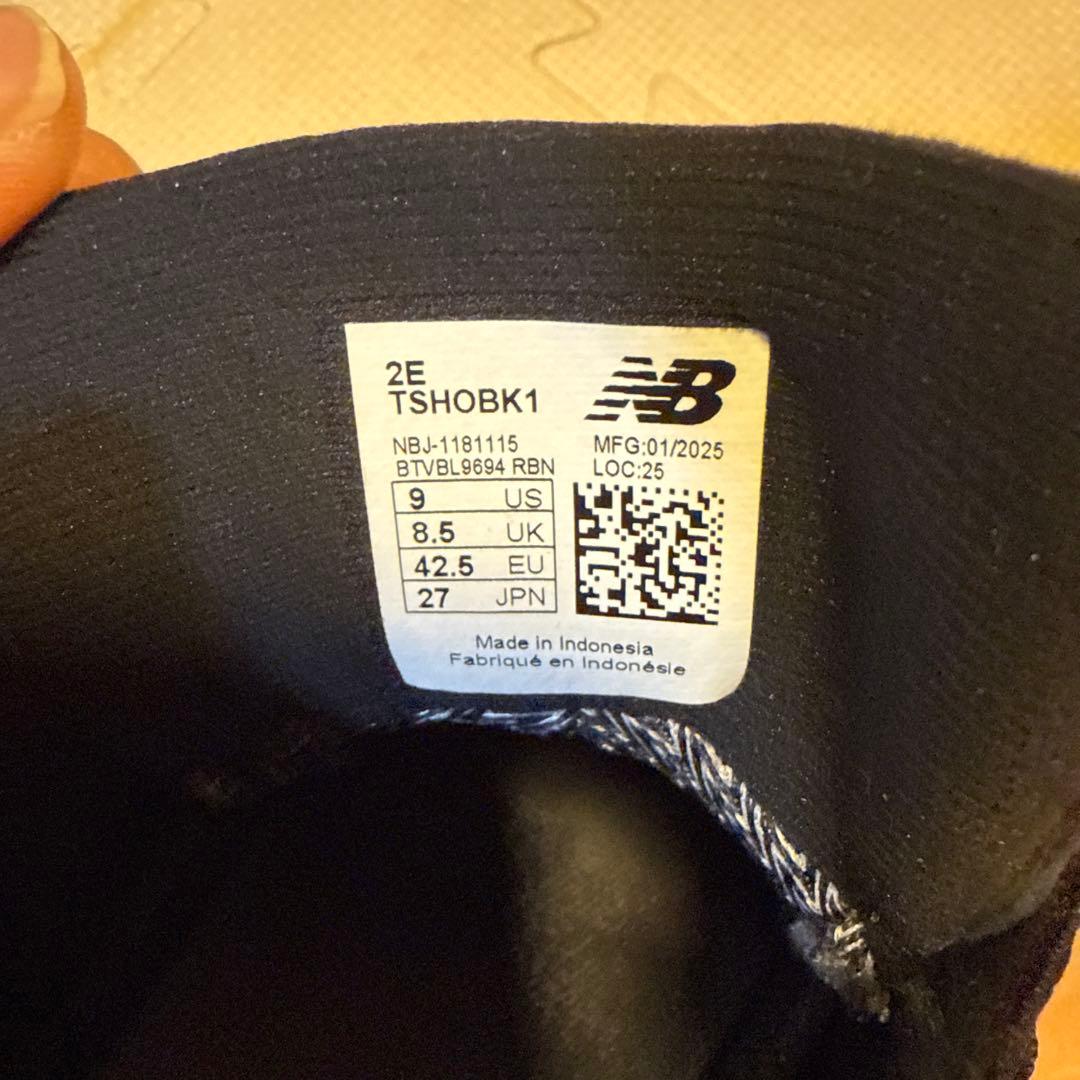 2E
TSHOBK1
NB
NBJ-1181115
BTVBL9694 RBN
MFG:01/2025
LOC:25
9 US
8.5 UK
42.5 EU
27 JPN
Made in Indonesia
Fabriqué en Indonésie